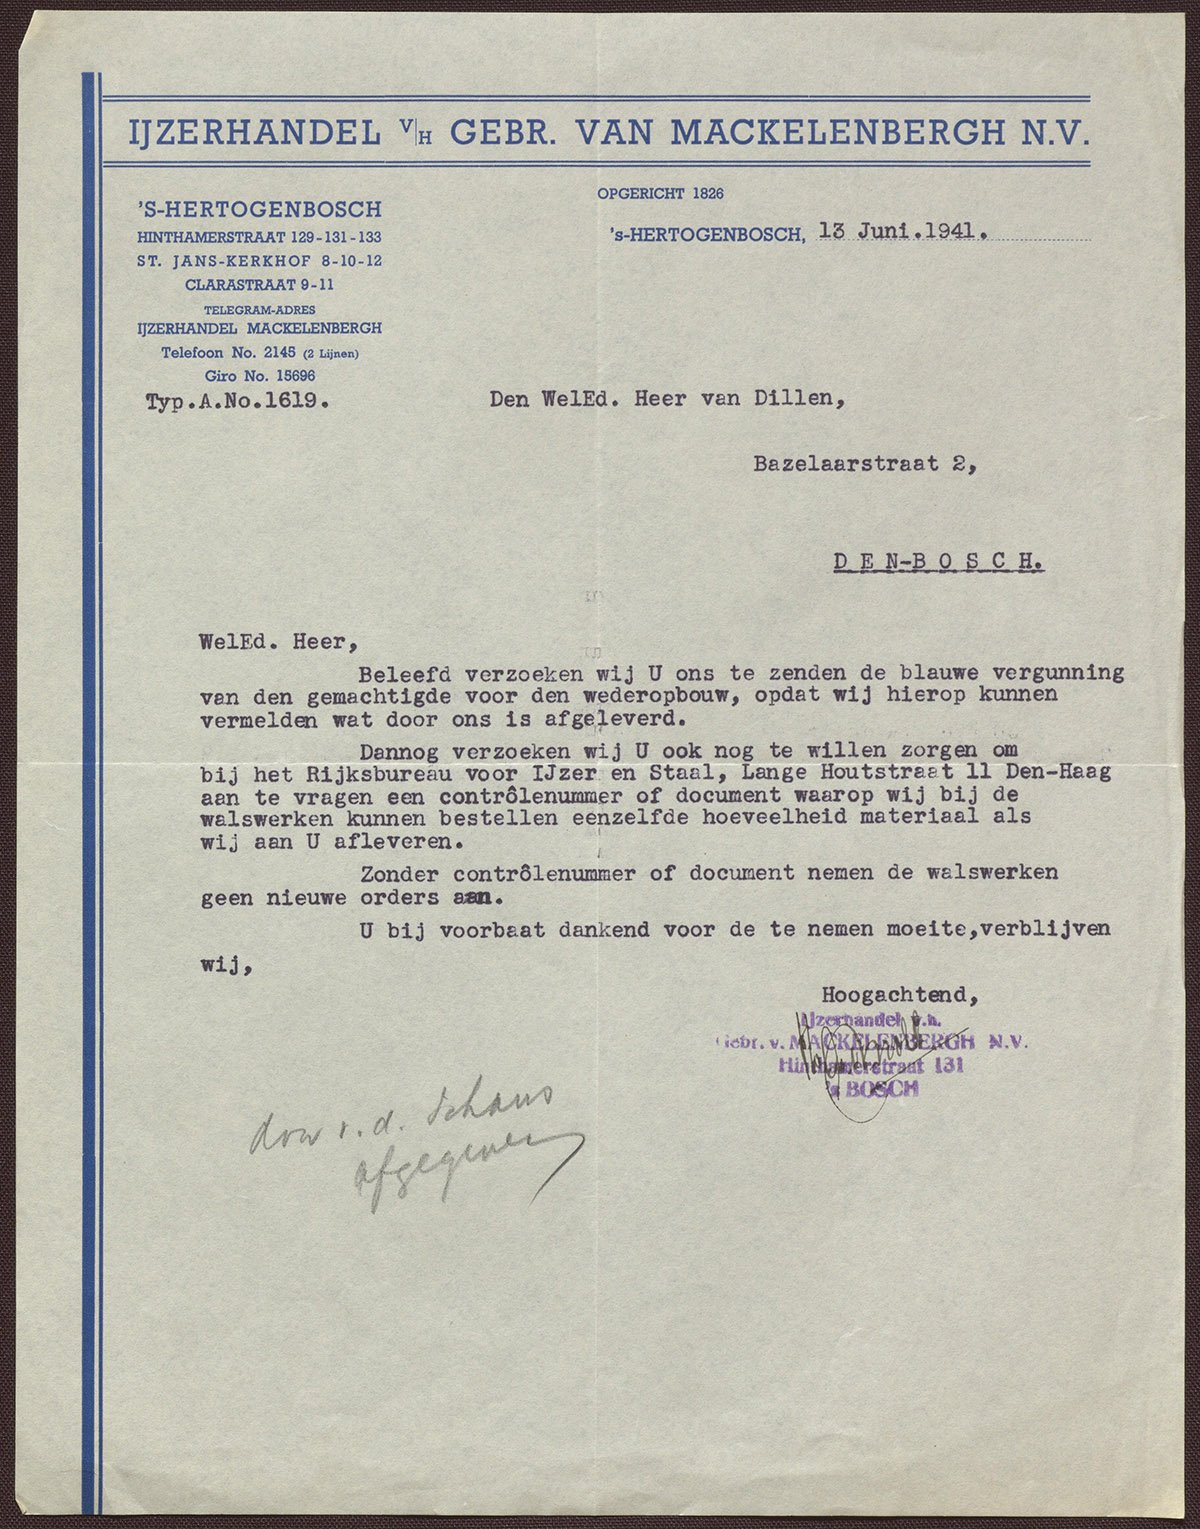 IJZERHANDEL V/H GEBR. VAN MACKELENBERGH N.V.
'S-HERTOGENBOSCH
HINTHAMERSTRAAT 129-131-133
ST. JANS-KERKHOF 8-10-12
CLARASTRAAT 9-11
TELEGRAM-ADRES
IJZERHANDEL MACKELENBERGH
Telefoon No. 2145 (2 Lijnen)
Giro No. 15696
Typ.A.No.1619.
OPGERICHT 1826
's-HERTOGENBOSCH, 13 Juni.1941.
Den WelEd. Heer van Dillen,
Bazelaarstraat 2,
DEN-BOSCH.
WelEd. Heer,
Beleefd verzoeken wij U ons te zenden de blauwe vergunning
van den gemachtigde voor den wederopbouw, opdat wij hierop kunnen
vermelden wat door ons is afgeleverd.
Dannog verzoeken wij U ook nog te willen zorgen om
bij het Rijksbureau voor IJzer en Staal, Lange Houtstraat 11 Den-Haag
aan te vragen een contrôlenummer of document waarop wij bij de
walswerken kunnen bestellen eenzelfde hoeveelheid materiaal als
wij aan U afleveren.
Zonder contrôlenummer of document nemen de walswerken
geen nieuwe orders aan.
U bij voorbaat dankend voor de te nemen moeite,verblijven
wij,
Hoogachtend,
IJzerhandel v.h.
Gebr. v. MACKELENBERGH N.V.
Hinthamerstraat 131
's BOSCH
door v. d. Schans
afgegeven